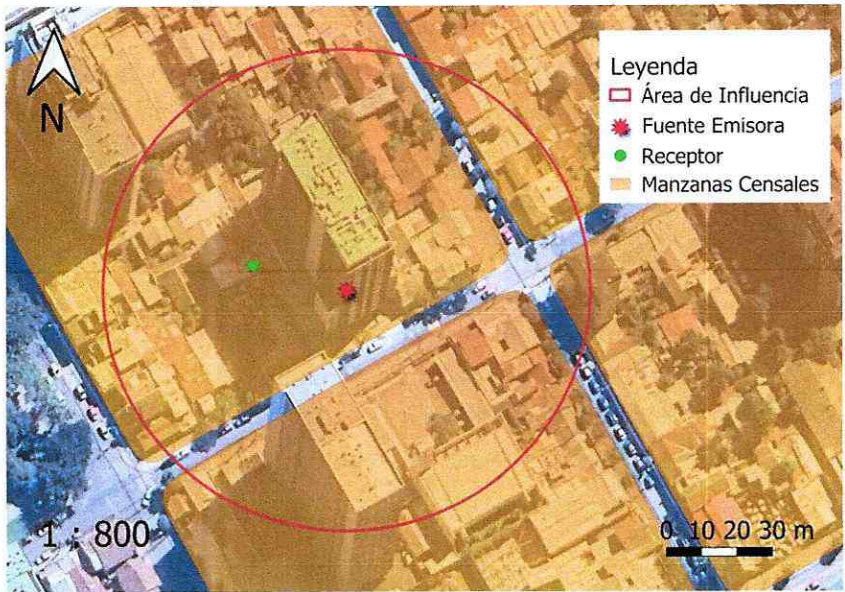 N
Leyenda
Área de Influencia
Fuente Emisora
Receptor
Manzanas Censales
1 : 800
0 10 20 30 m